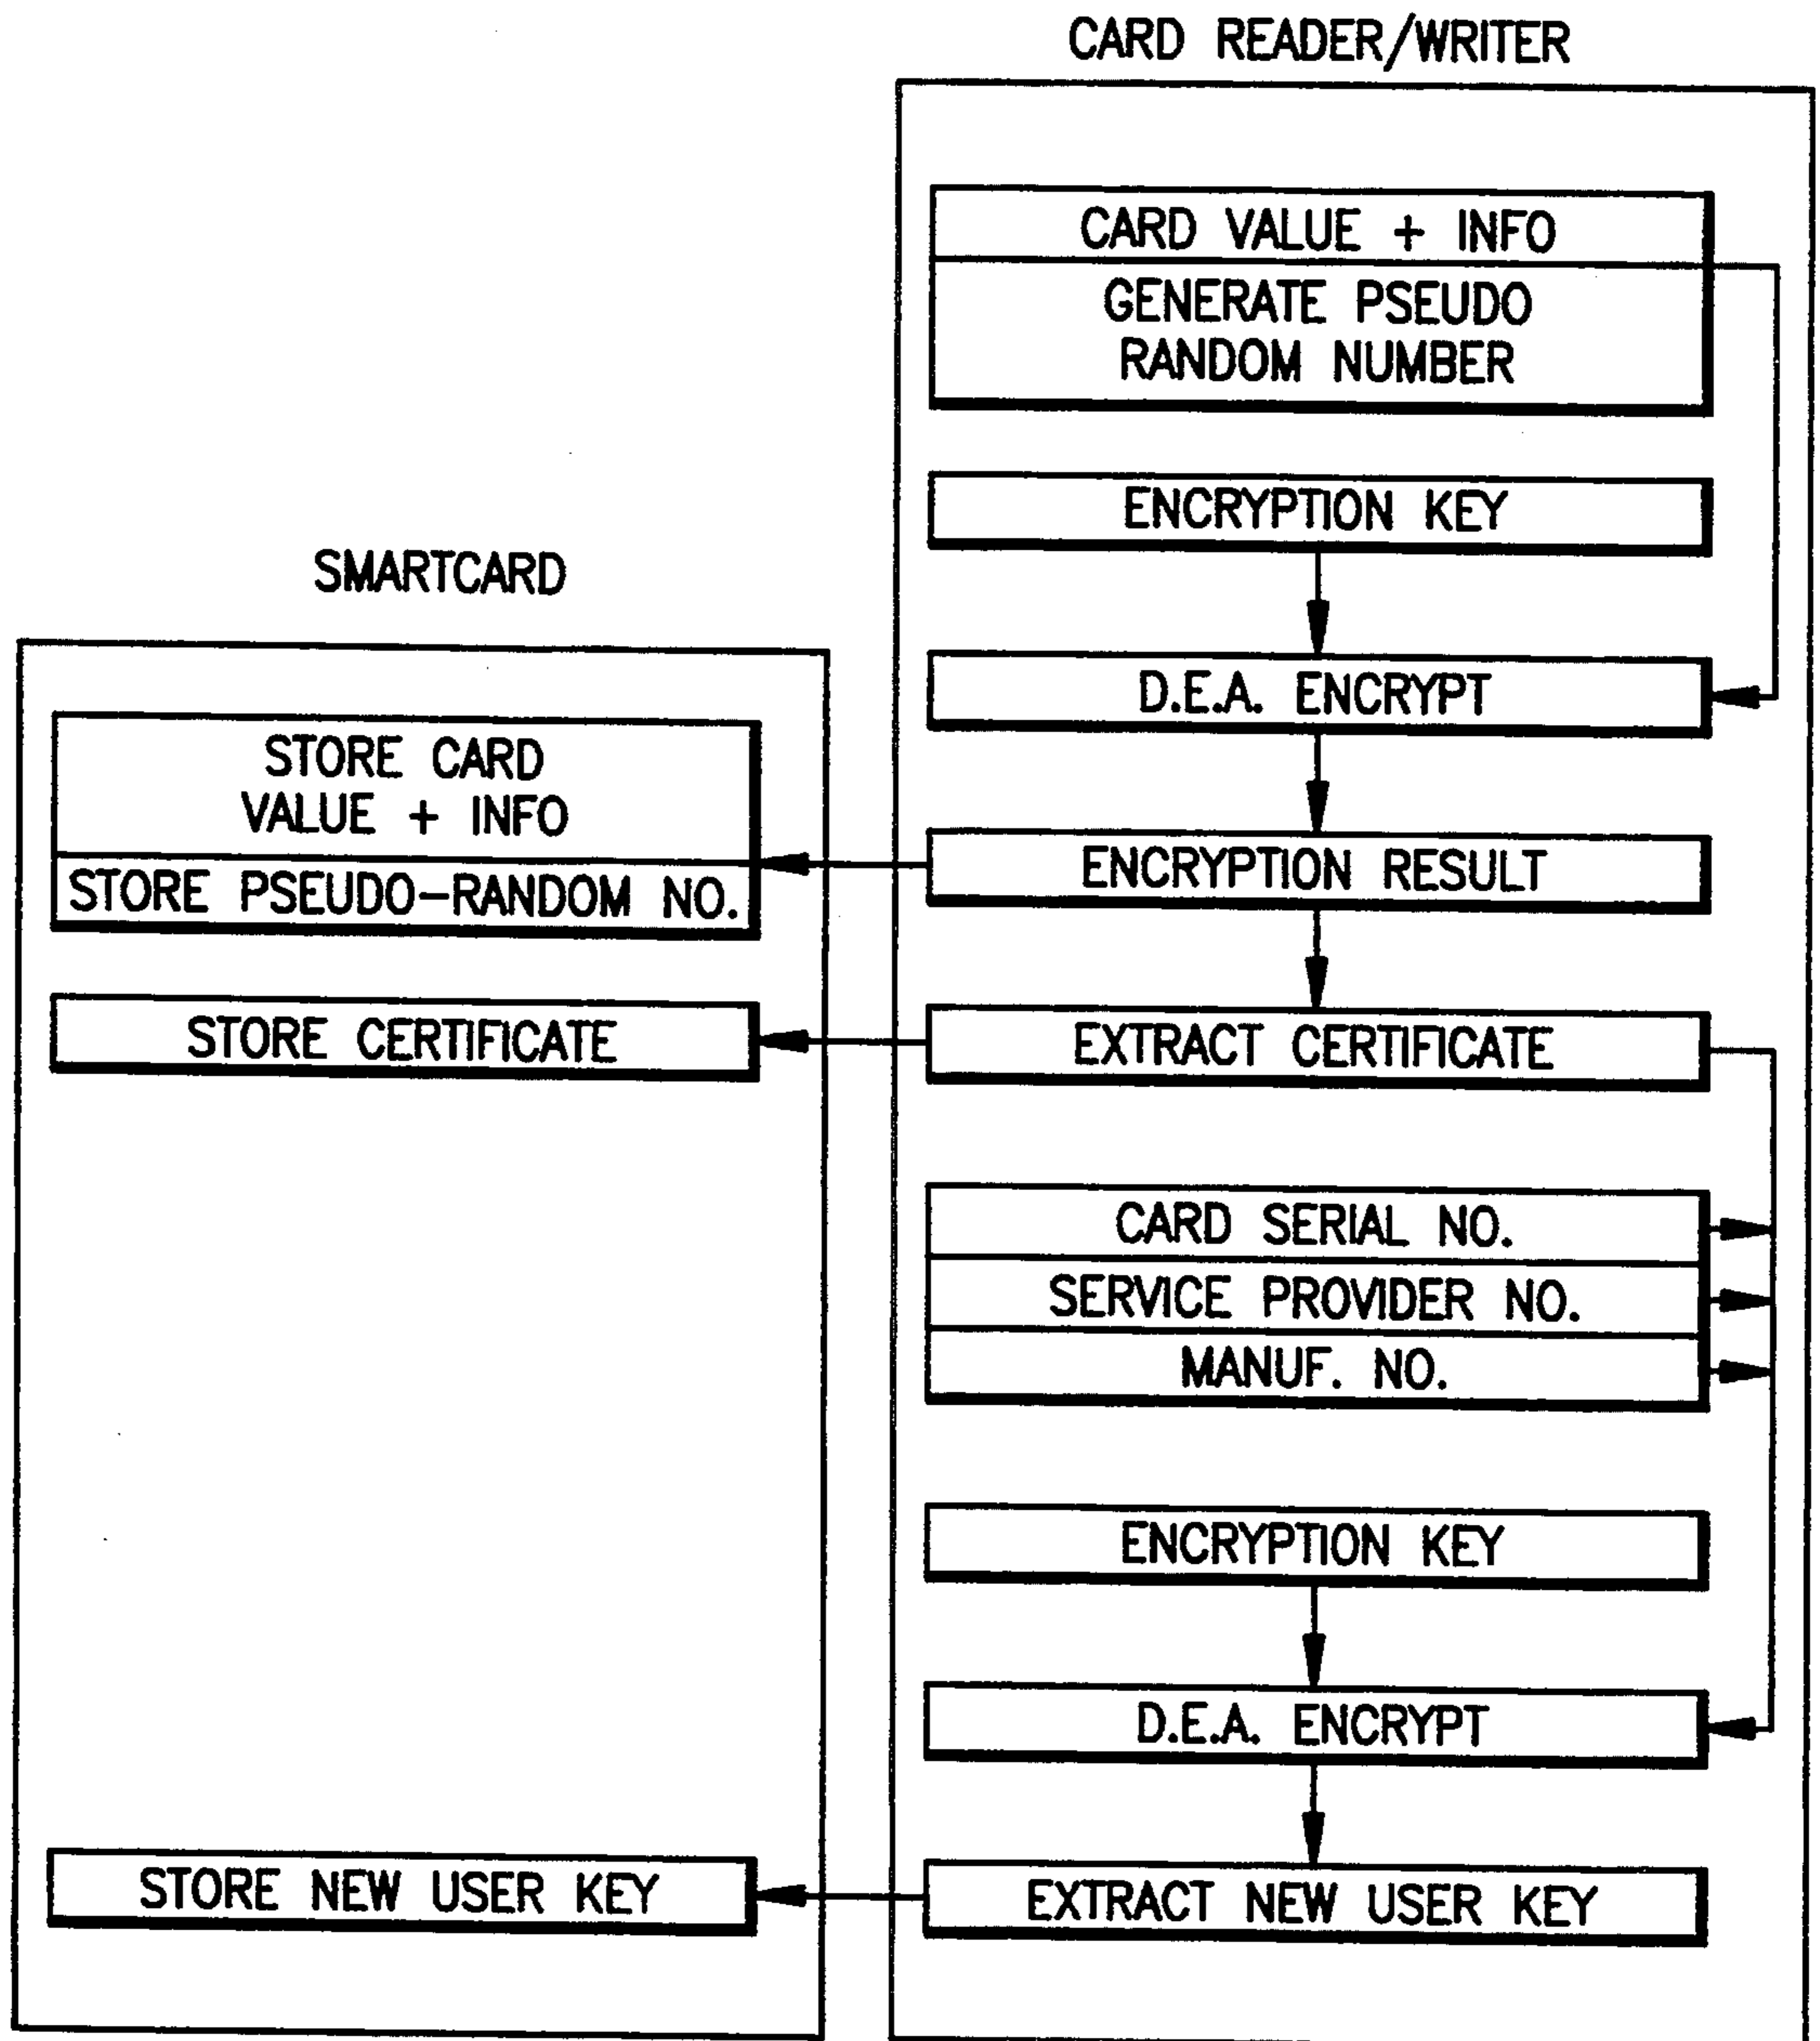 CARD READER/WRITER
CARD VALUE + INFO
GENERATE PSEUDO
RANDOM NUMBER
ENCRYPTION KEY
D.E.A. ENCRYPT
ENCRYPTION RESULT
EXTRACT CERTIFICATE
CARD SERIAL NO.
SERVICE PROVIDER NO.
MANUF. NO.
ENCRYPTION KEY
D.E.A. ENCRYPT
EXTRACT NEW USER KEY
SMARTCARD
STORE CARD
VALUE + INFO
STORE PSEUDO-RANDOM NO.
STORE CERTIFICATE
STORE NEW USER KEY